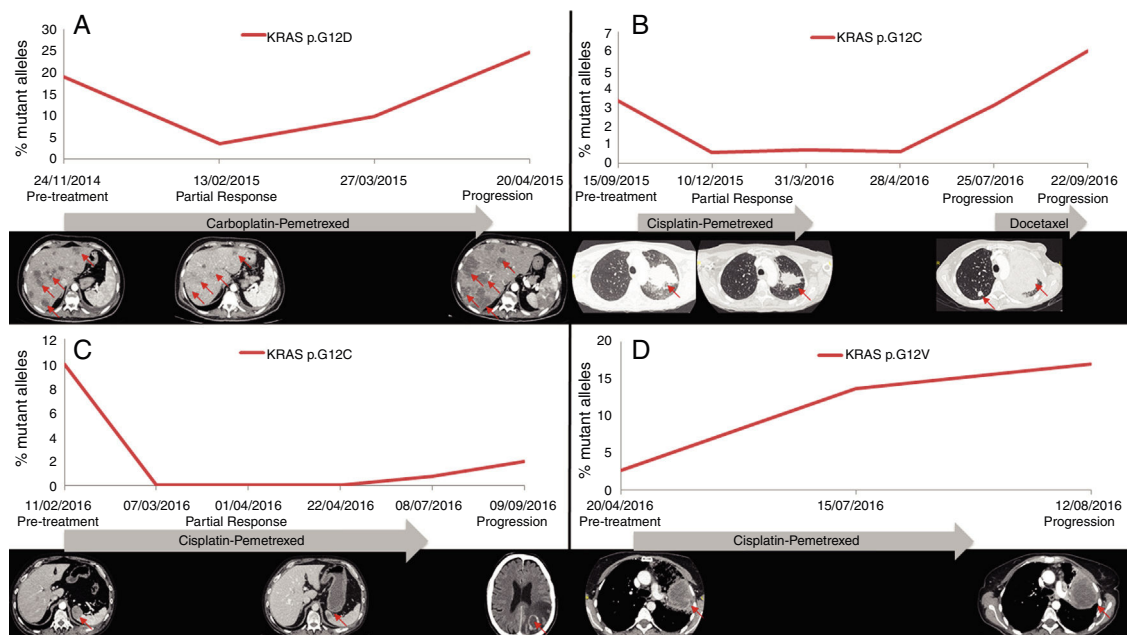 A
KRAS p.G12D
% mutant alleles
30
25
20
15
10
5
0
24/11/2014 13/02/2015 27/03/2015 20/04/2015
Pre-treatment Partial Response Progression
Carboplatin-Pemetrexed
B
KRAS p.G12C
% mutant alleles
7
6
5
4
3
2
1
0
15/09/2015 10/12/2015 31/3/2016 28/4/2016 25/07/2016 22/09/2016
Pre-treatment Partial Response Progression Progression
Cisplatin-Pemetrexed Docetaxel
C
KRAS p.G12C
% mutant alleles
12
10
8
6
4
2
0
11/02/2016 07/03/2016 01/04/2016 22/04/2016 08/07/2016 09/09/2016
Pre-treatment Partial Response Progression
Cisplatin-Pemetrexed
D
KRAS p.G12V
% mutant alleles
20
15
10
5
0
20/04/2016 15/07/2016 12/08/2016
Pre-treatment Progression
Cisplatin-Pemetrexed